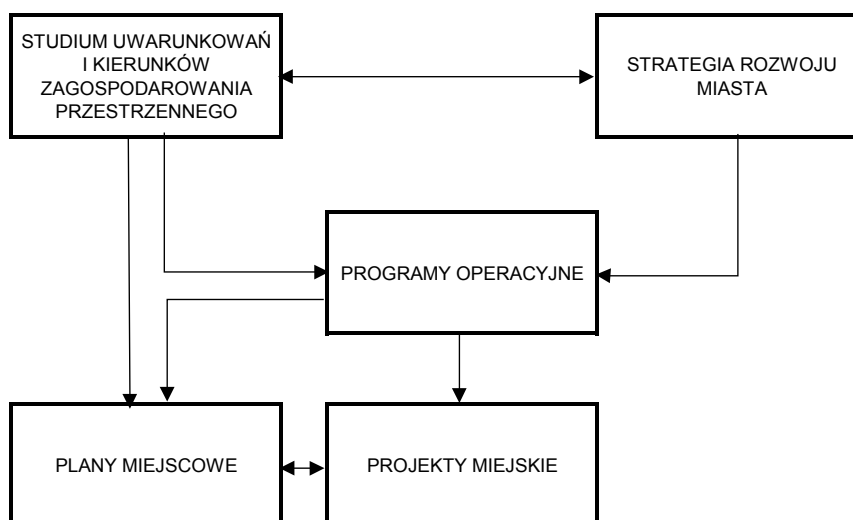 STUDIUM UWARUNKOWAŃ
I KIERUNKÓW
ZAGOSPODAROWANIA
PRZESTRZENNEGO
STRATEGIA ROZWOJU
MIASTA
PROGRAMY OPERACYJNE
PLANY MIEJSCOWE
PROJEKTY MIEJSKIE